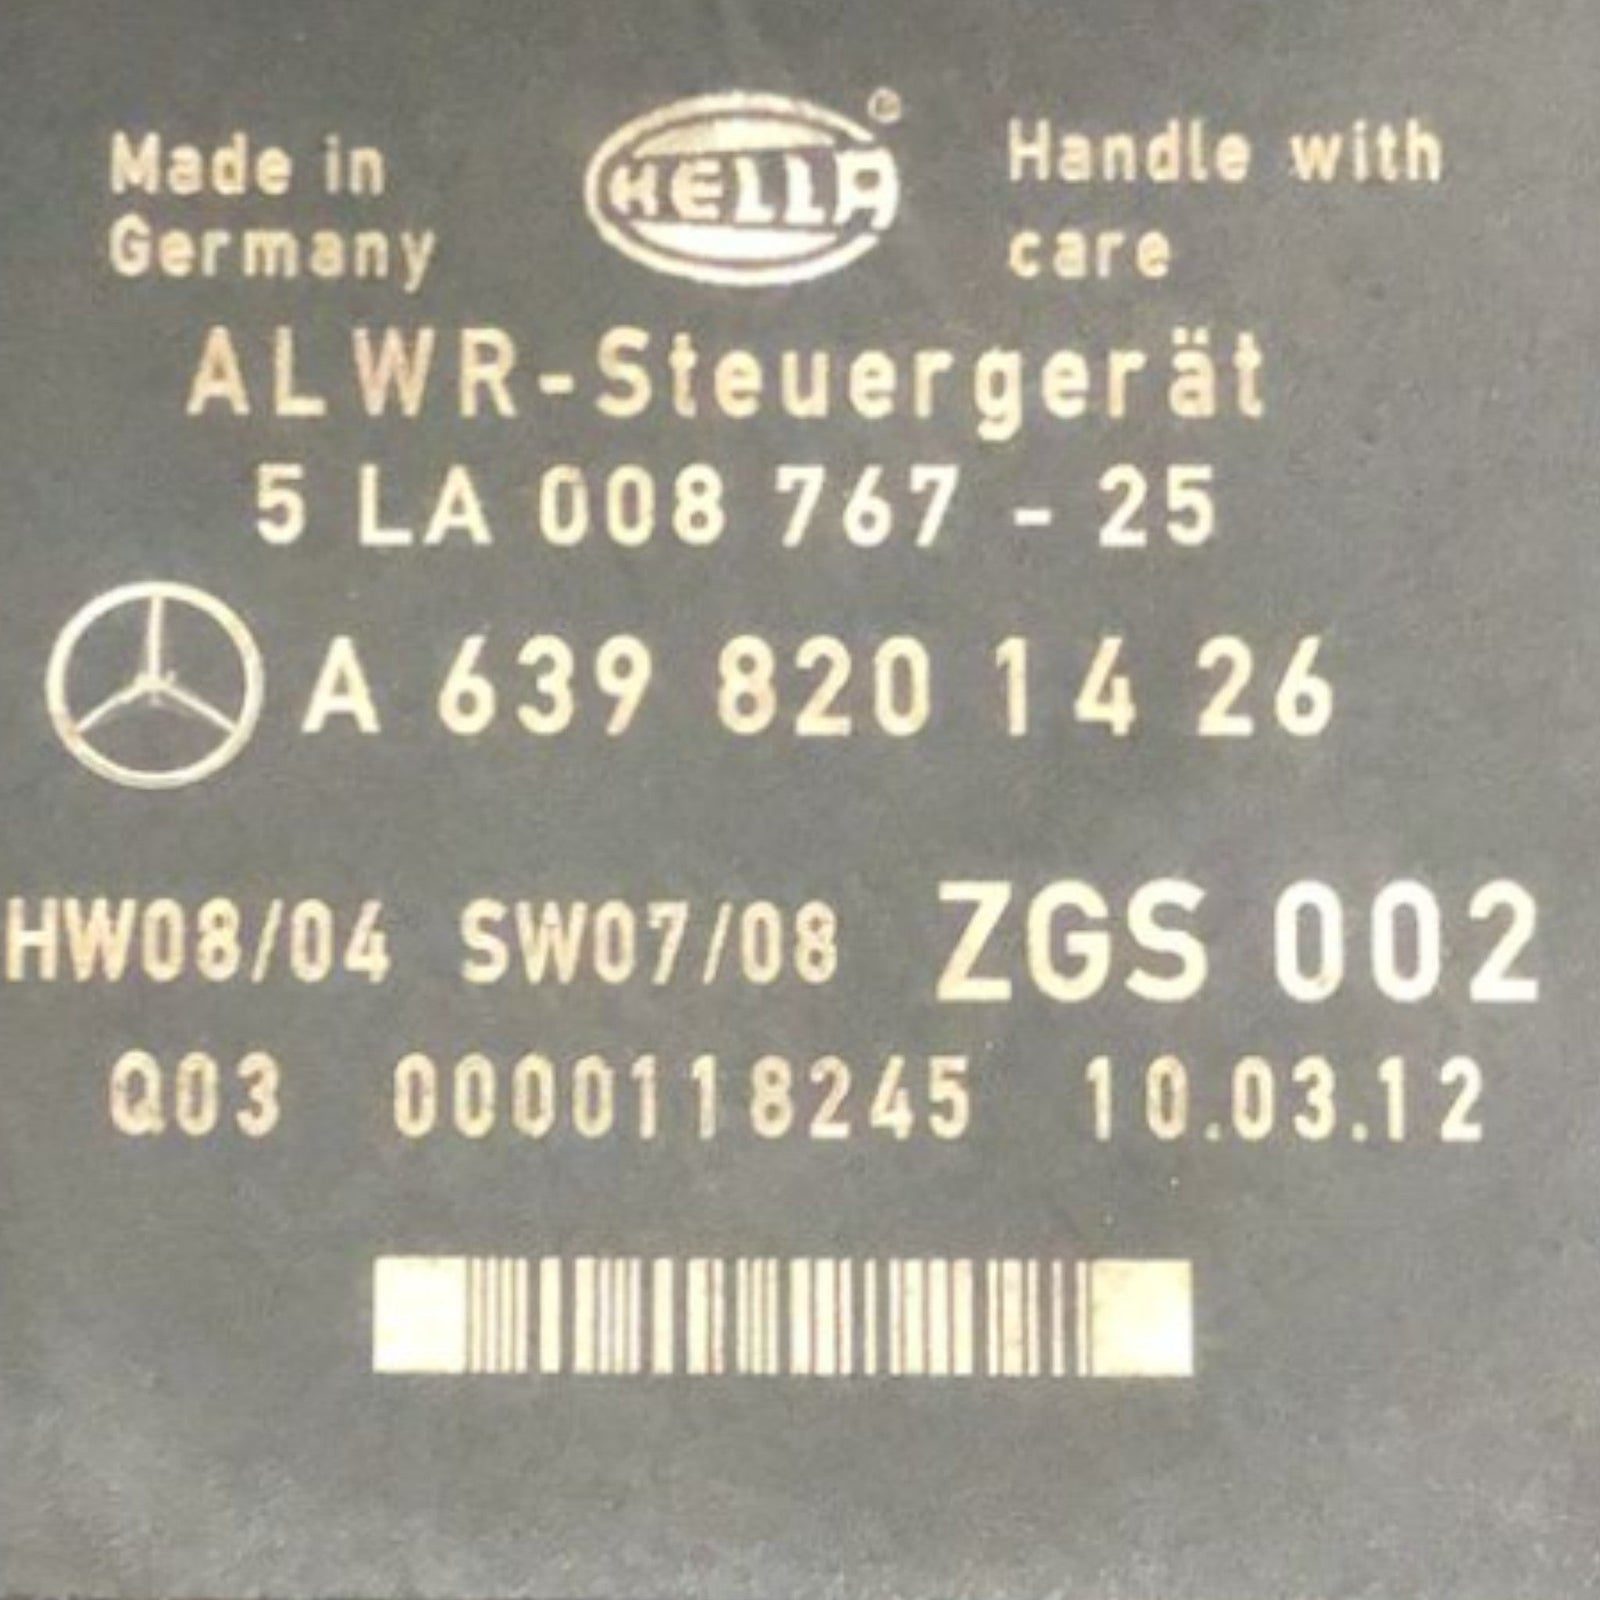 Made in
Germany
HELLA®
Handle with
care
ALWR-Steuergerät
5 LA 008 767 - 25
A 639 820 14 26
HW08/04 SW07/08 ZGS 002
Q03 0000118245 10.03.12